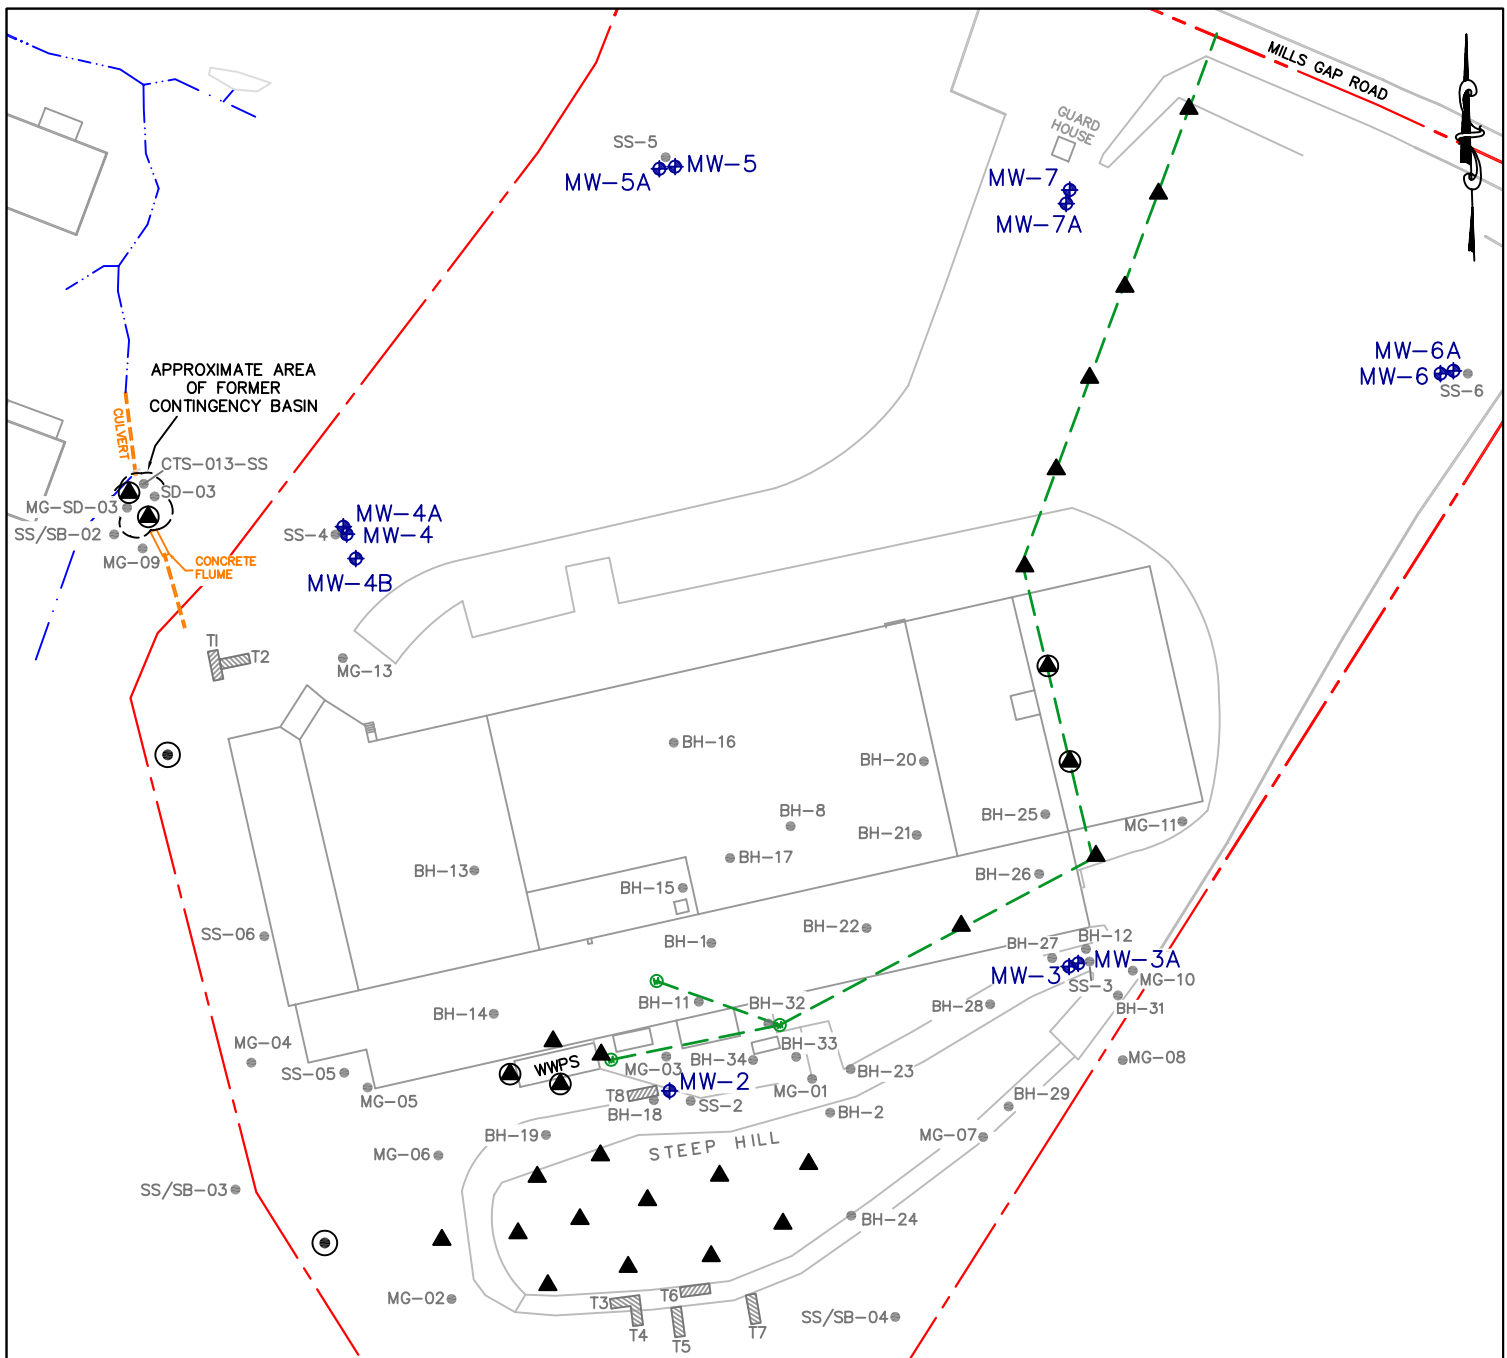 MILLS GAP ROAD
GUARD
HOUSE
SS-5
MW-5
MW-5A
MW-7
MW-7A
MW-6A
MW-6
SS-6
APPROXIMATE AREA
OF FORMER
CONTINGENCY BASIN
CULVERT
CTS-013-SS
SD-03
MG-SD-03
SS/SB-02
MG-09
CONCRETE
FLUME
MW-4A
SS-4
MW-4
MW-4B
T1
T2
MG-13
BH-16
BH-20
BH-8
BH-25
MG-11
BH-21
BH-17
BH-13
BH-15
BH-26
SS-06
BH-1
BH-22
BH-27
BH-12
MW-3
MW-3A
SS-3
MG-10
BH-31
BH-11
BH-32
BH-28
BH-14
MG-04
SS-05
MG-05
WWPS
MG-03
BH-34
BH-33
MG-01
BH-23
MG-08
T8
MW-2
BH-18
SS-2
BH-2
BH-29
BH-19
MG-07
STEEP HILL
MG-06
SS/SB-03
BH-24
MG-02
T3
T6
T4
T5
T7
SS/SB-04